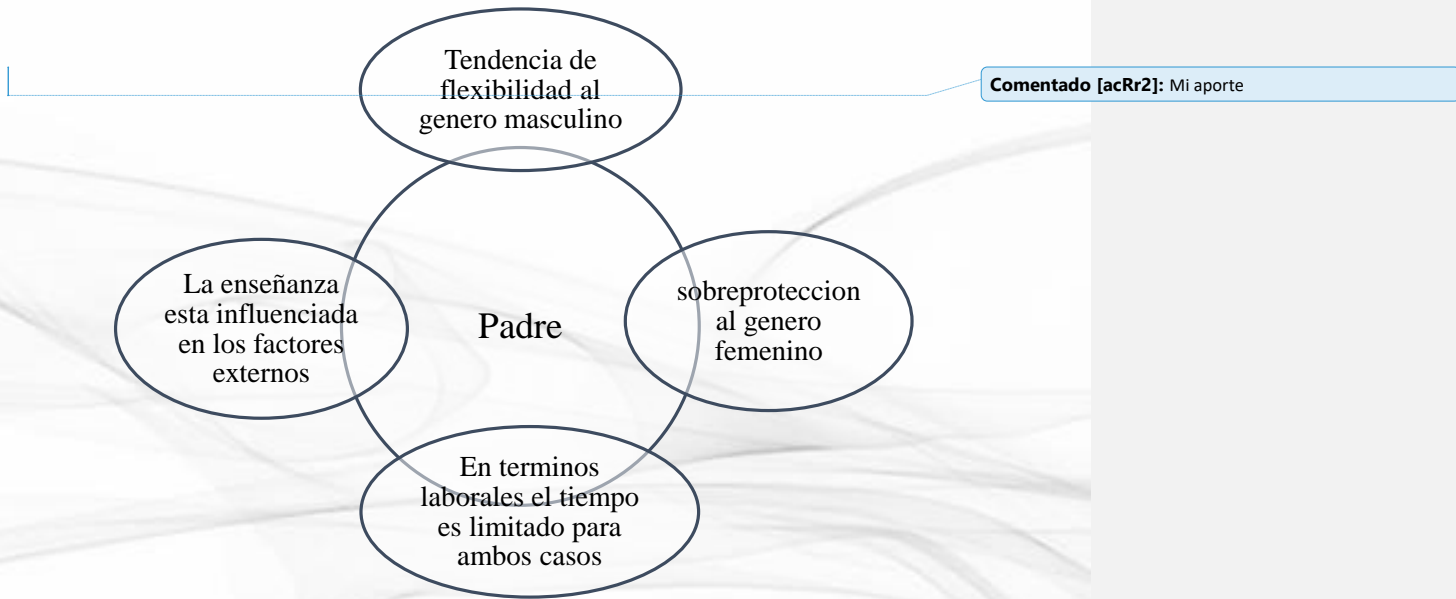 Tendencia de
flexibilidad al
genero masculino
Comentado [acRr2]: Mi aporte
La enseñanza
esta influenciada
en los factores
externos
Padre
sobreproteccion
al genero
femenino
En terminos
laborales el tiempo
es limitado para
ambos casos